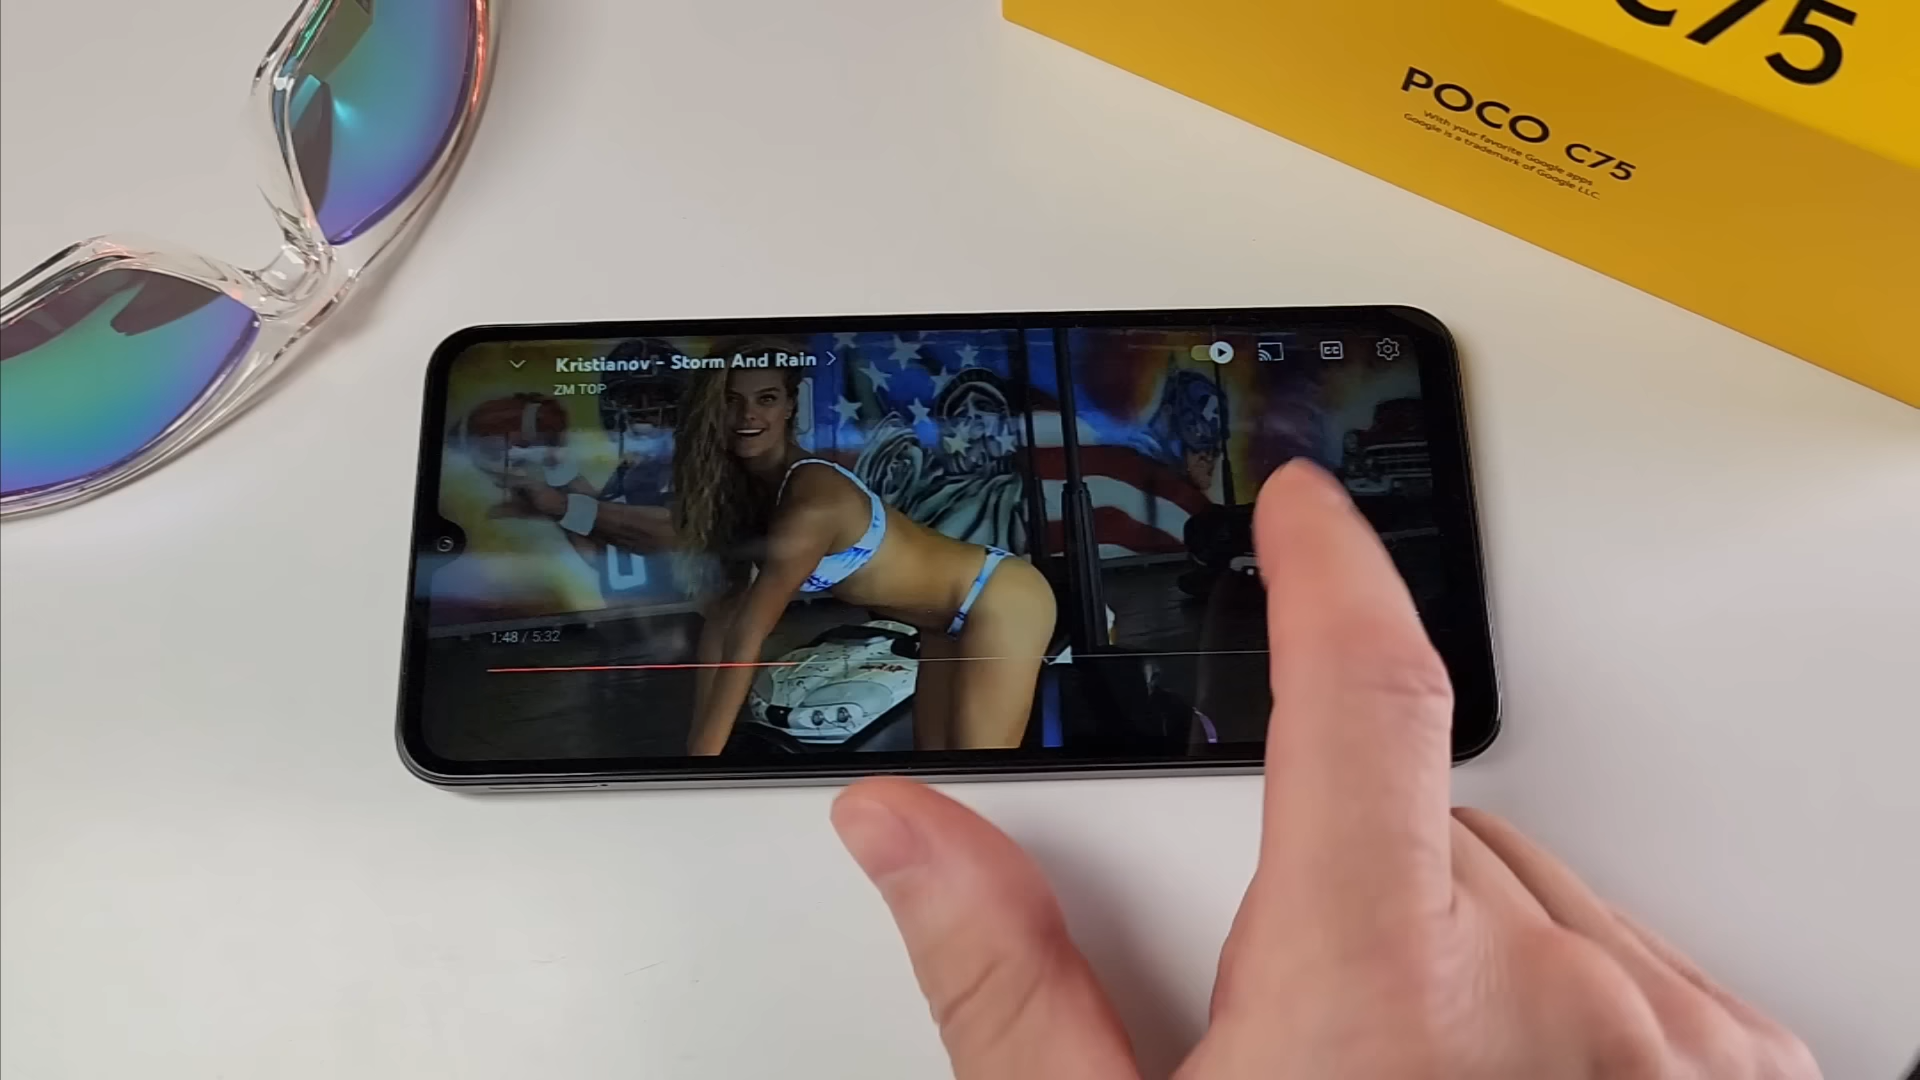 C75
POCO C75
With your favorite Google apps
Google is a trademark of Google LLC.
Kristianov - Storm And Rain
ZM TOP
CC
1:48 / 5:32